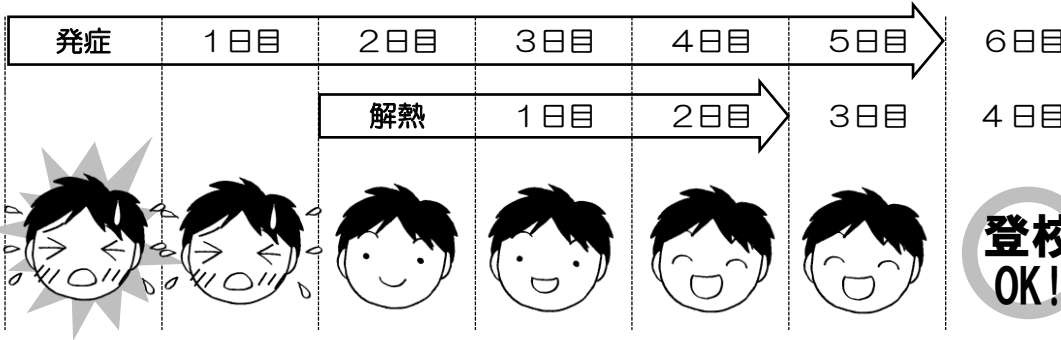 発症 １日目 ２日目 ３日目 ４日目 ５日目 ６日目
解熱 １日目 ２日目 ３日目 ４日目
登校
OK！